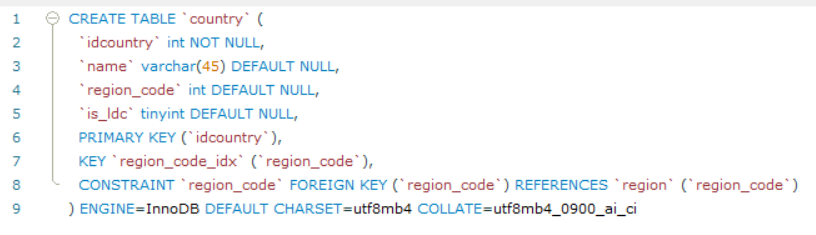 1 CREATE TABLE `country` (
2 `idcountry` int NOT NULL,
3 `name` varchar(45) DEFAULT NULL,
4 `region_code` int DEFAULT NULL,
5 `is_ldc` tinyint DEFAULT NULL,
6 PRIMARY KEY (`idcountry`),
7 KEY `region_code_idx` (`region_code`),
8 CONSTRAINT `region_code` FOREIGN KEY (`region_code`) REFERENCES `region` (`region_code`)
9 ) ENGINE=InnoDB DEFAULT CHARSET=utf8mb4 COLLATE=utf8mb4_0900_ai_ci